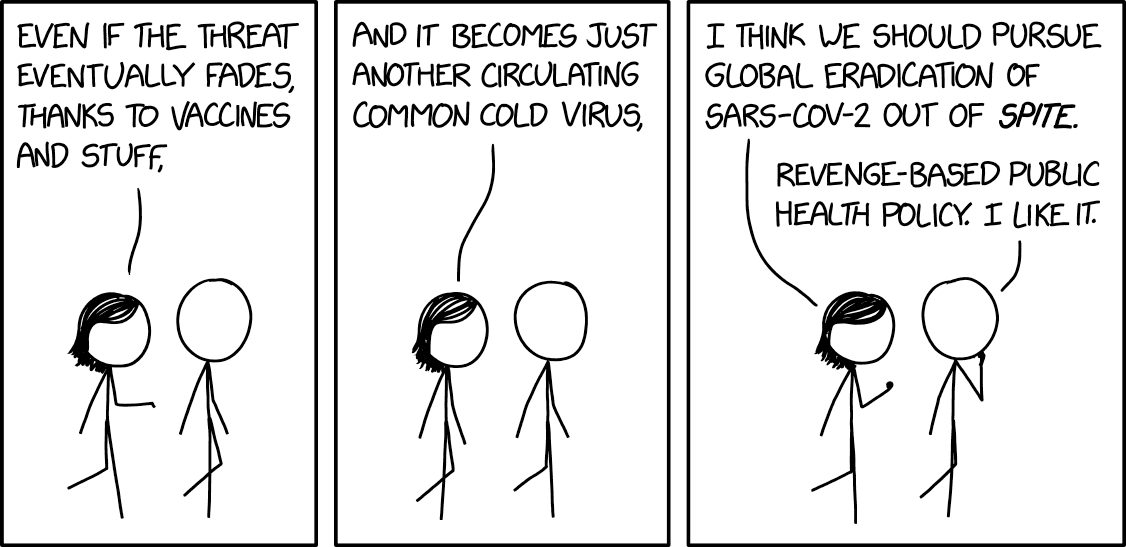 EVEN IF THE THREAT
EVENTUALLY FADES,
THANKS TO VACCINES
AND STUFF,
AND IT BECOMES JUST
ANOTHER CIRCULATING
COMMON COLD VIRUS,
I THINK WE SHOULD PURSUE
GLOBAL ERADICATION OF
SARS-COV-2 OUT OF SPITE.
REVENGE-BASED PUBLIC
HEALTH POLICY. I LIKE IT.